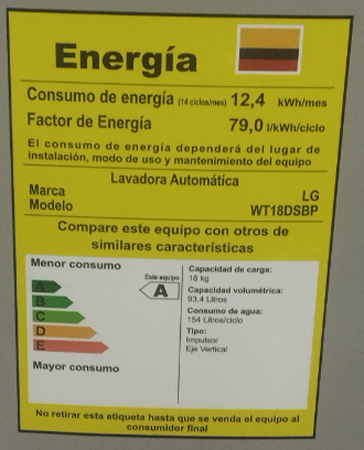 Energía
Consumo de energía (14 ciclos/mes) 12,4 kWh/mes
Factor de Energía 79,0 l/kWh/ciclo
El consumo de energía dependerá del lugar de
instalación, modo de uso y mantenimiento del equipo
Lavadora Automática
Marca LG
Modelo WT18DSBP
Compare este equipo con otros de
similares características
Menor consumo
Este equipo
A
A
B
C
D
E
Mayor consumo
Capacidad de carga:
18 kg
Capacidad volumétrica:
93,4 Litros
Consumo de agua:
154 Litros/ciclo
Tipo:
Impulsor
Eje Vertical
No retirar esta etiqueta hasta que se venda el equipo al
consumidor final